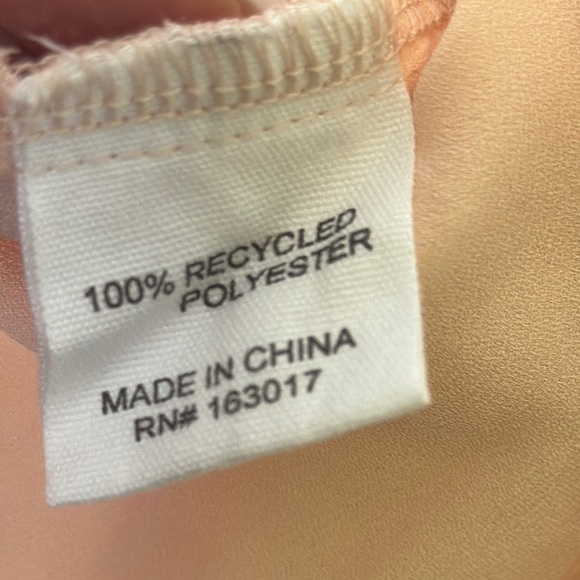 100% RECYCLED
POLYESTER
MADE IN CHINA
RN# 163017